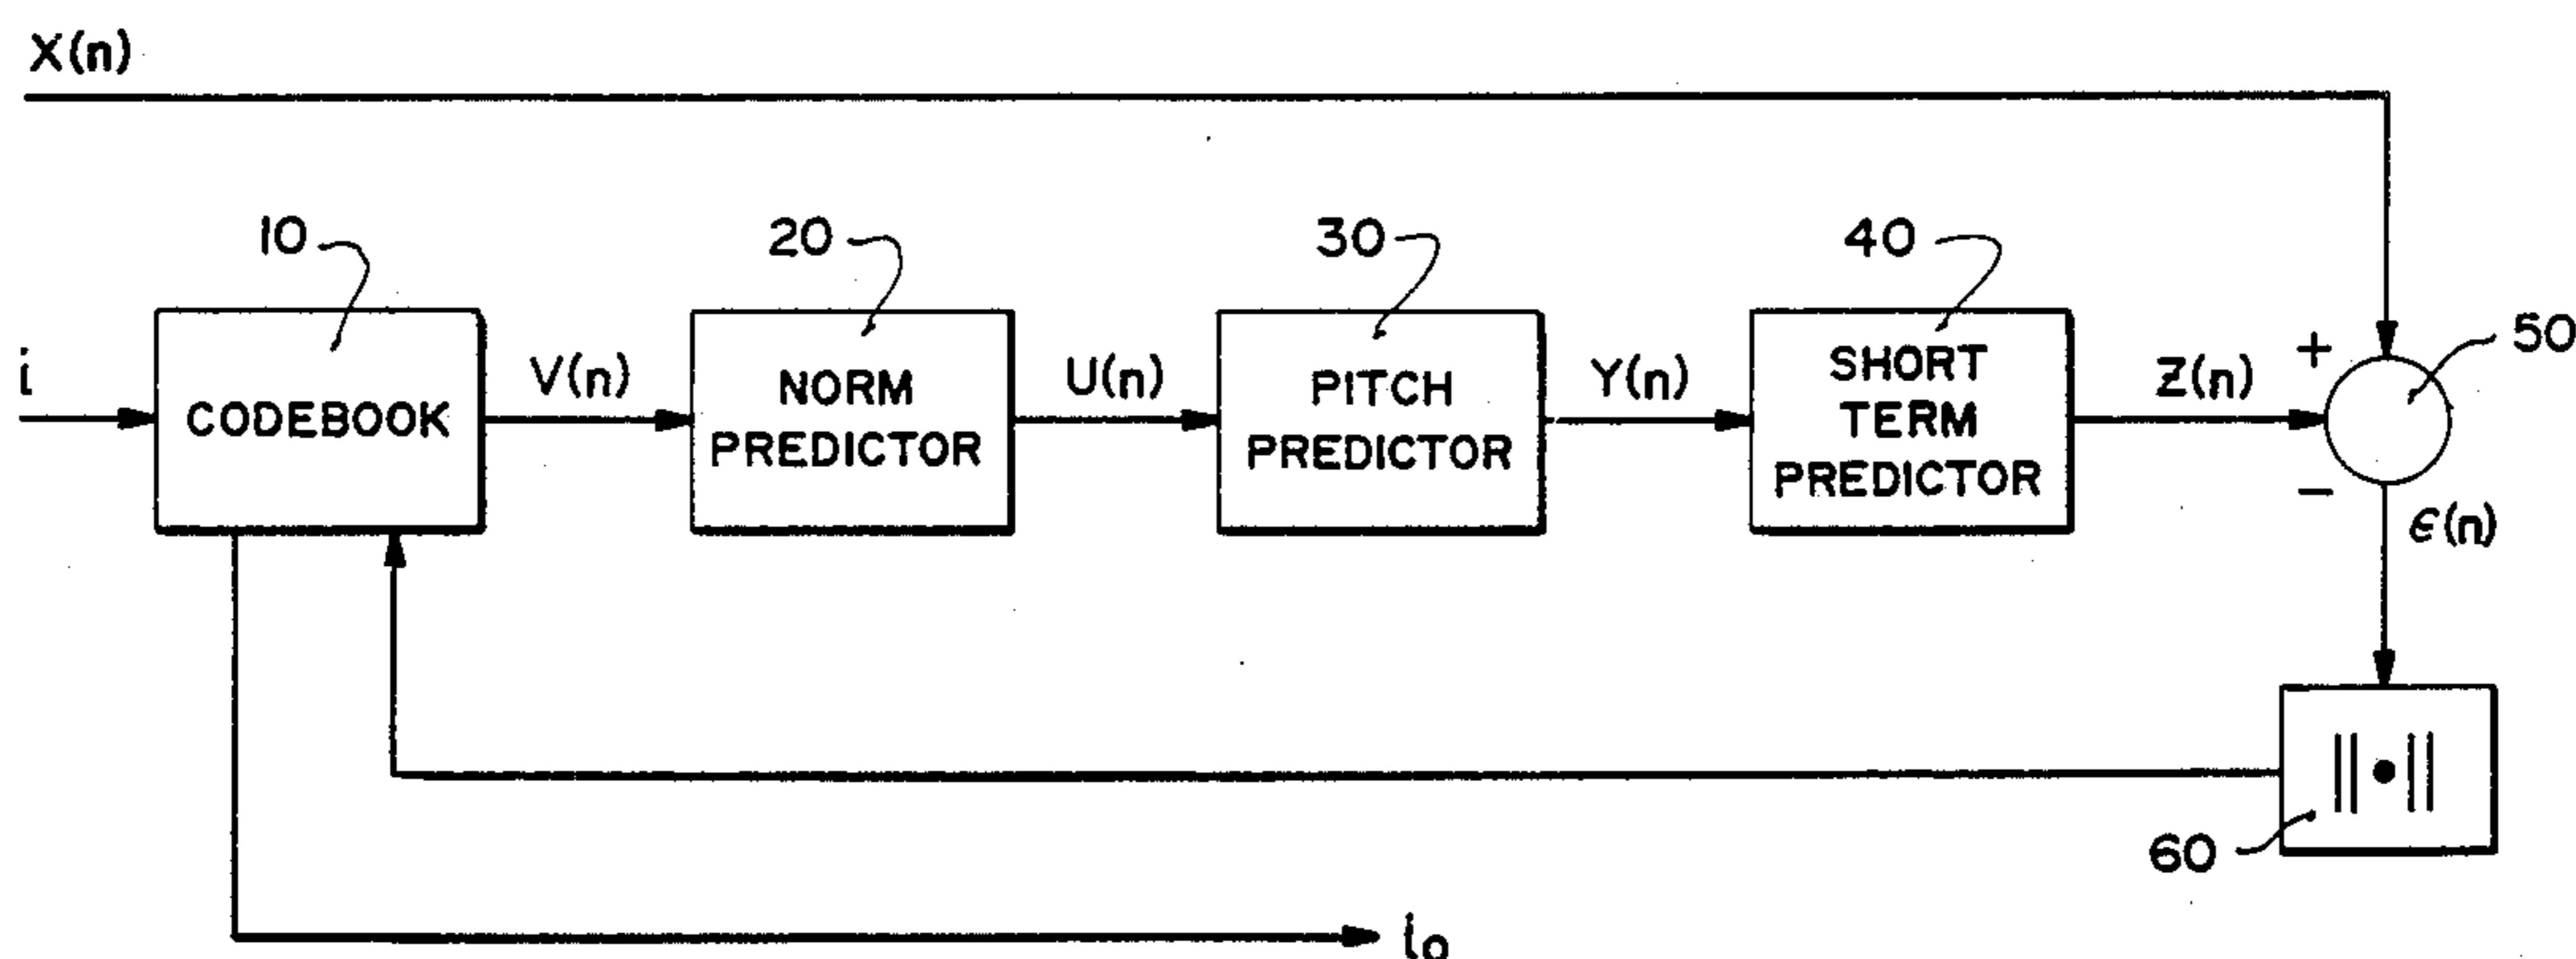 X(n)
10
20
30
40
50
i
CODEBOOK
V(n)
NORM
PREDICTOR
U(n)
PITCH
PREDICTOR
Y(n)
SHORT
TERM
PREDICTOR
Z(n)
+
−
ϵ(n)
||•||
60
i₀